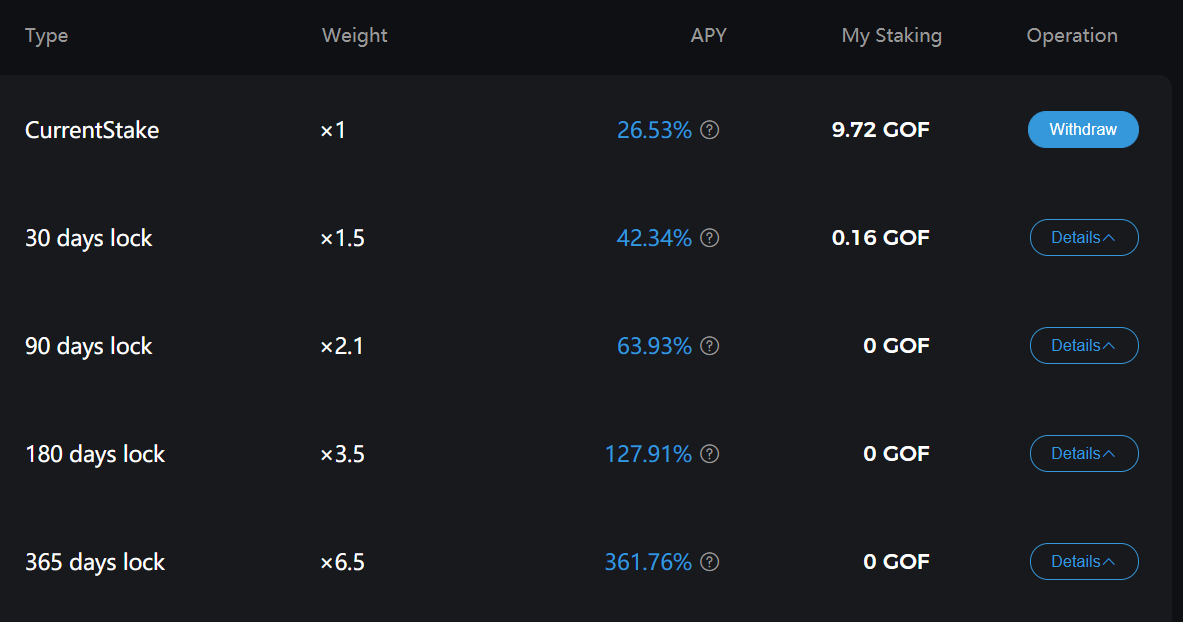 Type Weight APY My Staking Operation
CurrentStake ×1 26.53% ? 9.72 GOF Withdraw
30 days lock ×1.5 42.34% ? 0.16 GOF Details
90 days lock ×2.1 63.93% ? 0 GOF Details
180 days lock ×3.5 127.91% ? 0 GOF Details
365 days lock ×6.5 361.76% ? 0 GOF Details